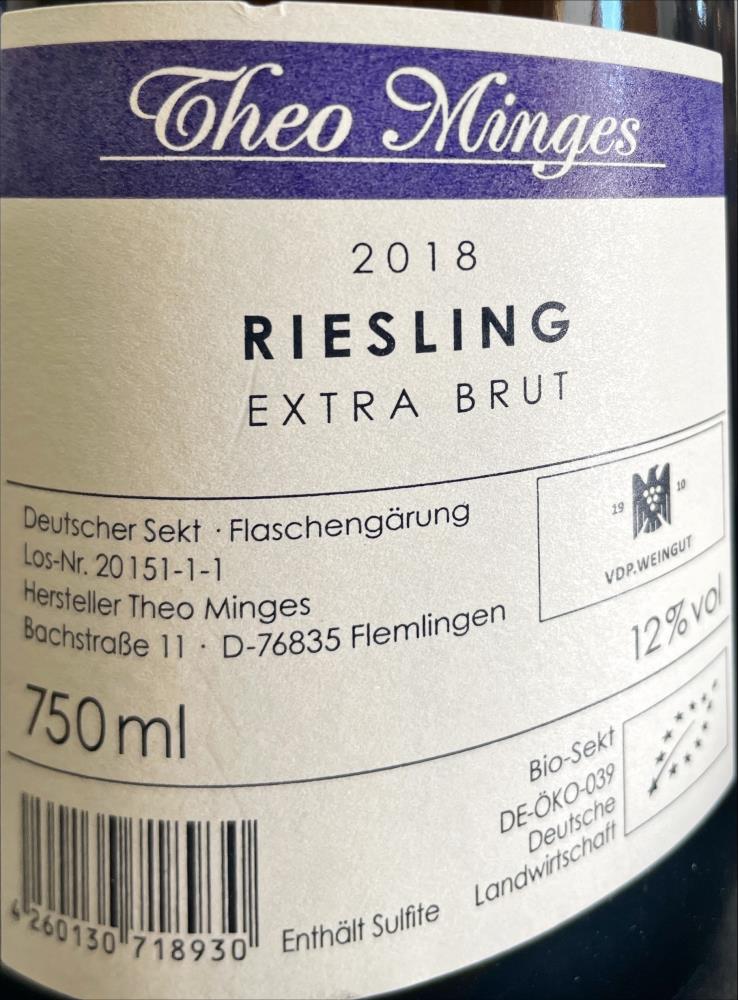 Theo Minges
2018
RIESLING
EXTRA BRUT
Deutscher Sekt · Flaschengärung
Los-Nr. 20151-1-1
Hersteller Theo Minges
Bachstraße 11 · D-76835 Flemlingen
19 10
VDP.WEINGUT
12%vol
750 ml
Bio-Sekt
DE-ÖKO-039
Deutsche
Landwirtschaft
Enthält Sulfite
4 260130 718930